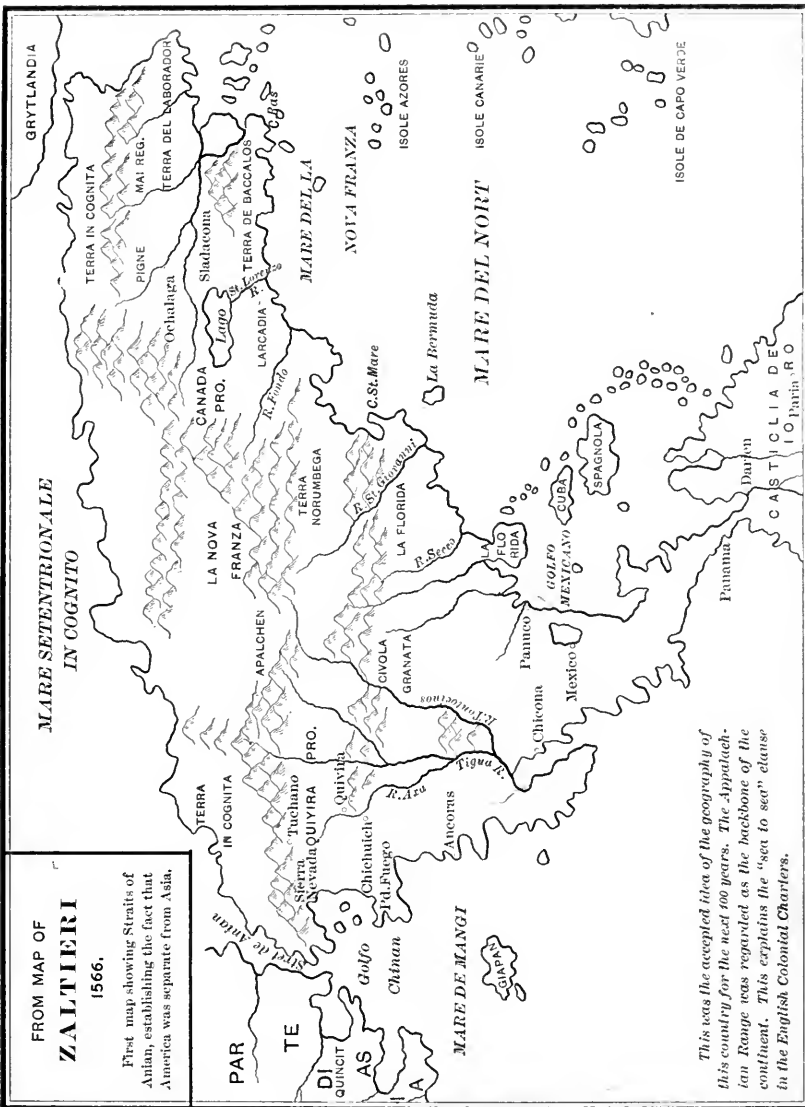 FROM MAP OF
ZALTIERI
1566.
First map showing Straits of
Anian, establishing the fact that
America was separate from Asia.
GRYTLANDIA
MARE SETENTRIONALE
IN COGNITO
TERRA IN COGNITA
PIGNE
MAI REG.
TERRA DEL LABORADOR
Ochalaga
Sladacona
TERRA DE BACCALOS
C. Ras
Lago
St. Lorenzo
R.
LARCADIA
CANADA
PRO.
R. Fondo
MARE DEL LA
NOVA FRANZA
ISOLE AZORES
ISOLE CANARIE
ISOLE DE CAPO VERDE
MARE DEL NORT
La Bermuda
C. St. Mare
LA NOVA
FRANZA
TERRA
NORUMBEGA
R. St. Giovanni
LA FLORIDA
R. Secco
APALCHEN
CIVOLA
GRANATA
LA
FLO
RIDA
CUBA
SPAGNOLA
GOLFO
MEXICANO
TERRA
IN COGNITA
Stret de Anian
Sierra
Nevada
Tuchano
QUIYIRA
PRO.
Quivira
R. Axa
Tigua R.
R. Tontocinos
Chichuich
Pd. Fuego
Ancoras
Chicona
Panuco
Mexico
Panama
Darien
Paria
CASTICLIA DE
IO RO
Golfo
Chinan
MARE DE MANGI
GIAPAN
PAR
TE
DI
QUINCIT
AS
IA
This was the accepted idea of the geography of
this country for the next 100 years. The Appalach-
ian Range was regarded as the backbone of the
continent. This explains the "sea to sea" clause
in the English Colonial Charters.